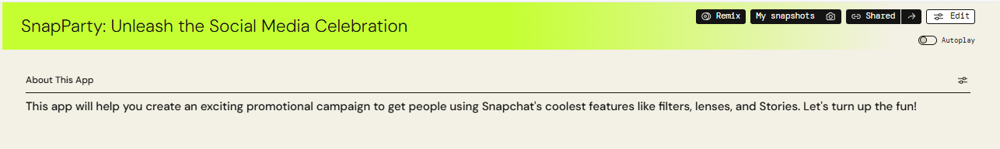 SnapParty: Unleash the Social Media Celebration
Remix
My snapshots
Shared
Edit
Autoplay
About This App
This app will help you create an exciting promotional campaign to get people using Snapchat's coolest features like filters, lenses, and Stories. Let's turn up the fun!